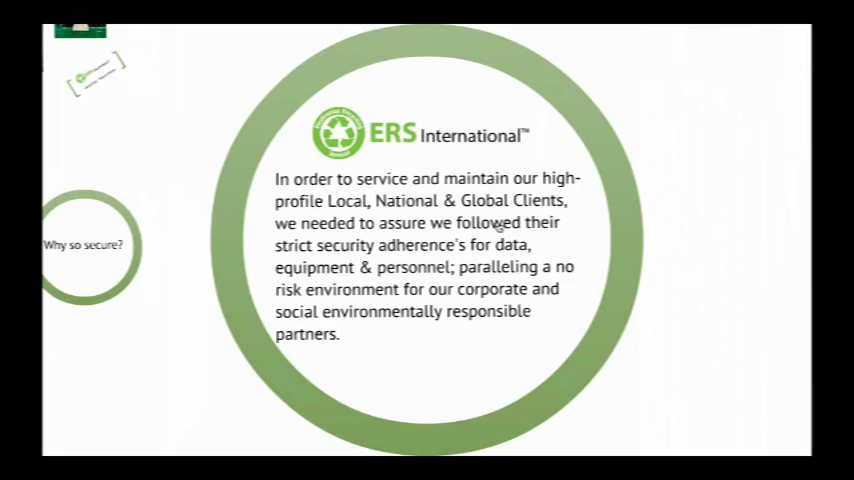 ERS International™
In order to service and maintain our high-
profile Local, National & Global Clients,
we needed to assure we followed their
strict security adherence's for data,
equipment & personnel; paralleling a no
risk environment for our corporate and
social environmentally responsible
partners.
Why so secure?